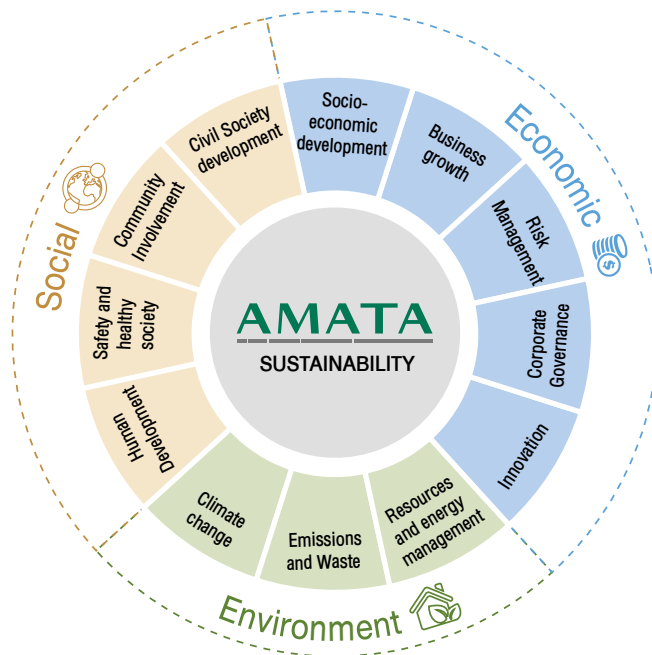 AMATA
SUSTAINABILITY
Economic
Socio-
economic
development
Business
growth
Risk
Management
Corporate
Governance
Innovation
Environment
Resources
and energy
management
Emissions
and Waste
Climate
change
Social
Human
Development
Safety and
healthy
society
Community
Involvement
Civil Society
development